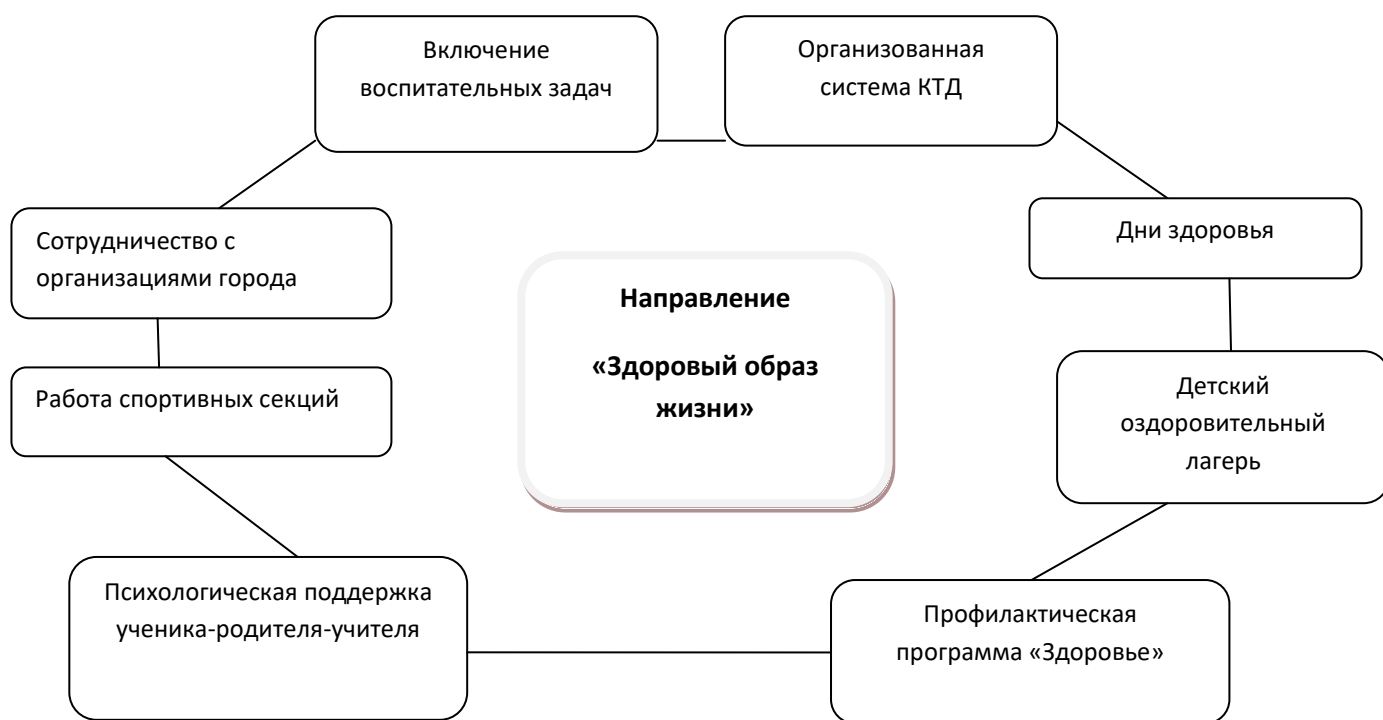 Включение
воспитательных задач
Организованная
система КТД
Сотрудничество с
организациями города
Дни здоровья
Направление
«Здоровый образ
жизни»
Работа спортивных секций
Детский
оздоровительный
лагерь
Психологическая поддержка
ученика-родителя-учителя
Профилактическая
программа «Здоровье»